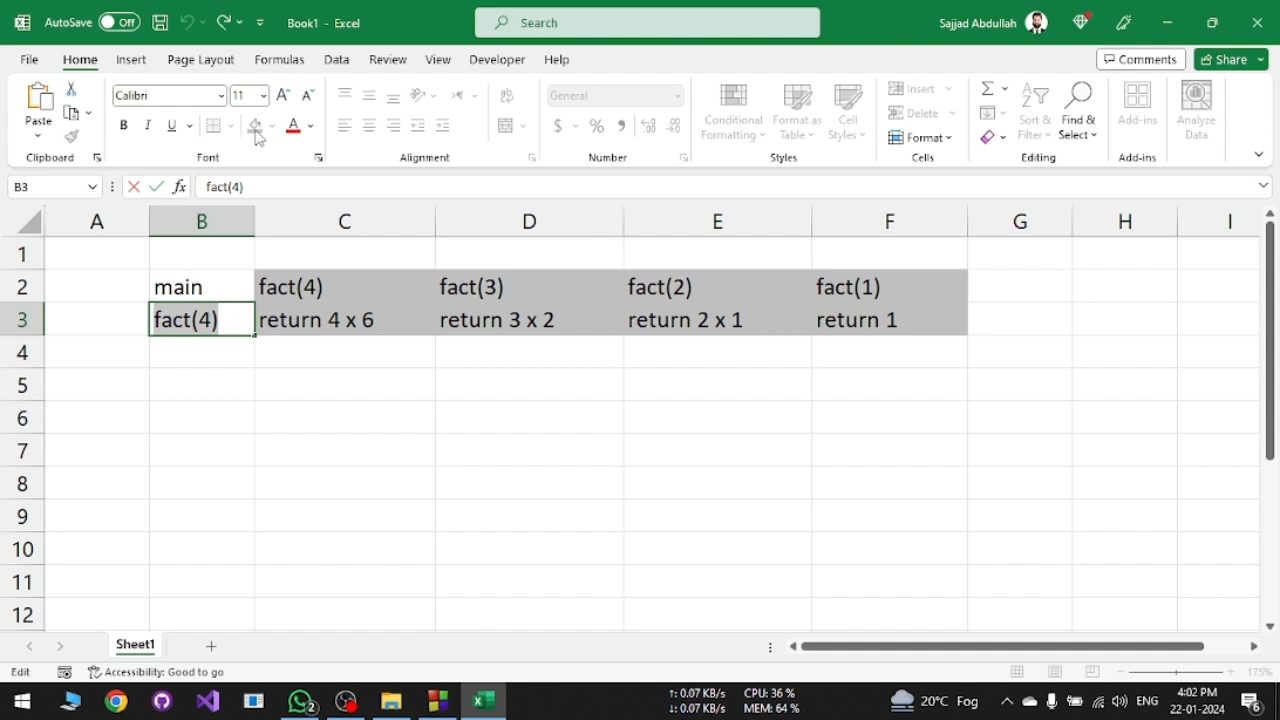 AutoSave Off Book1 - Excel Search Sajjad Abdullah
File Home Insert Page Layout Formulas Data Review View Developer Help Comments Share
Paste Calibri 11 General Insert Delete Format Conditional Formatting Format as Table Cell Styles Sort & Filter Find & Select Add-ins Analyze Data
B I U A $ %
Clipboard Font Alignment Number Styles Cells Editing Add-ins
B3 fx fact(4)
A B C D E F G H I
1
2 main fact(4) fact(3) fact(2) fact(1)
3 fact(4) return 4 x 6 return 3 x 2 return 2 x 1 return 1
4
5
6
7
8
9
10
11
12
Sheet1
Edit Accessibility: Good to go 175%
↑: 0.07 KB/s CPU: 36 % 4:02 PM
↓: 0.07 KB/s MEM: 64 % 20°C Fog ENG 22-01-2024 2 6